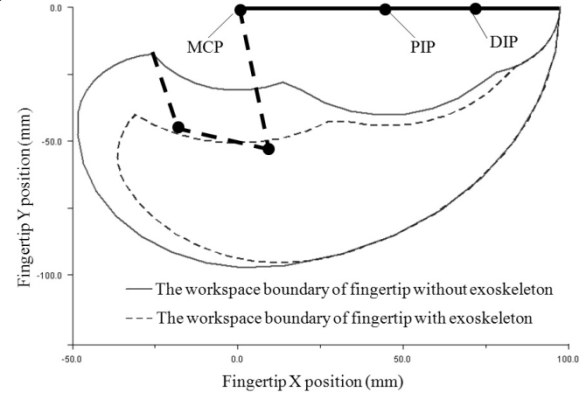 0.0
MCP
PIP
DIP
-50.0
-100.0
Fingertip Y position (mm)
The workspace boundary of fingertip without exoskeleton
The workspace boundary of fingertip with exoskeleton
-50.0 0.0 50.0 100.0
Fingertip X position (mm)